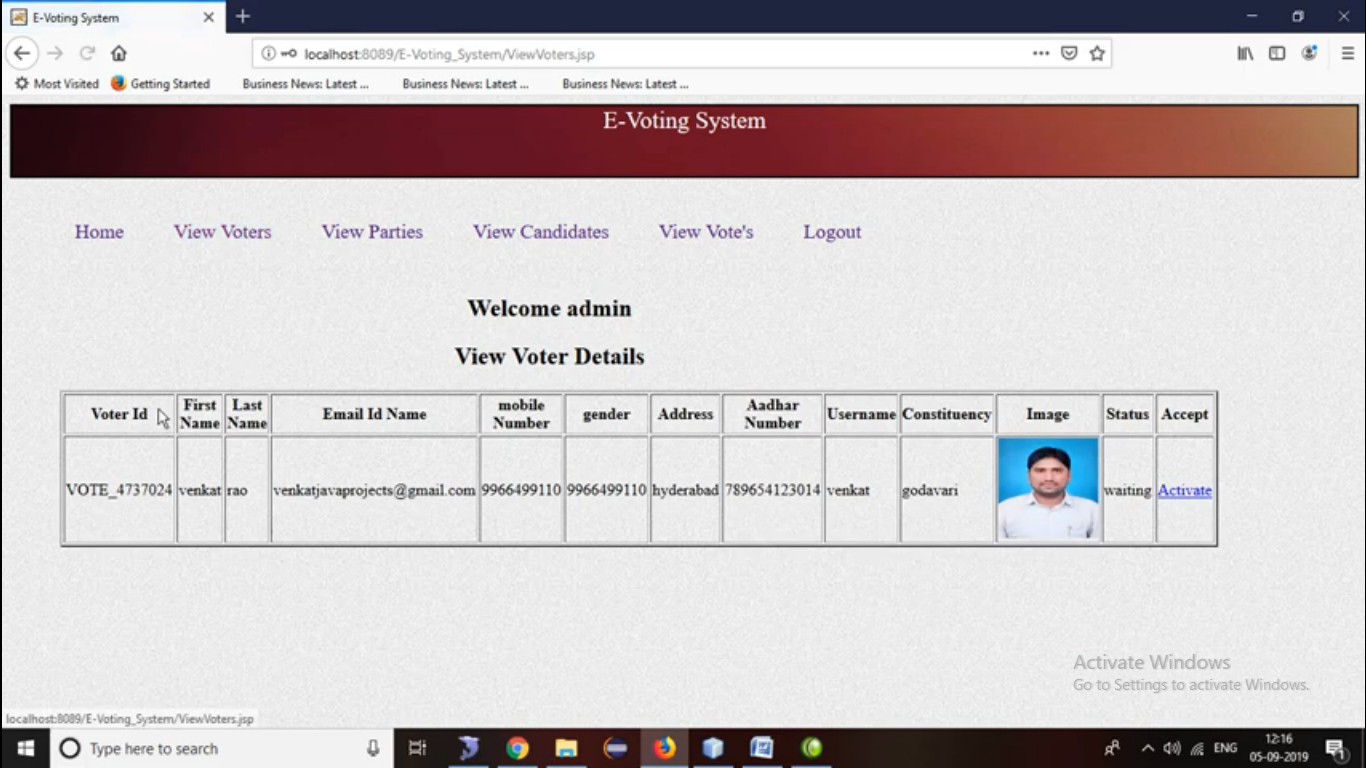 E-Voting System
localhost:8089/E-Voting_System/ViewVoters.jsp
Most Visited Getting Started Business News: Latest ... Business News: Latest ... Business News: Latest ...
E-Voting System
Home View Voters View Parties View Candidates View Vote's Logout
Welcome admin
View Voter Details
Voter Id First Name Last Name Email Id Name mobile Number gender Address Aadhar Number Username Constituency Image Status Accept
VOTE_4737024 venkat rao venkatjavaprojects@gmail.com 9966499110 9966499110 hyderabad 789654123014 venkat godavari waiting Activate
Activate Windows
Go to Settings to activate Windows.
localhost:8089/E-Voting_System/ViewVoters.jsp
Type here to search ENG 12:16
05-09-2019